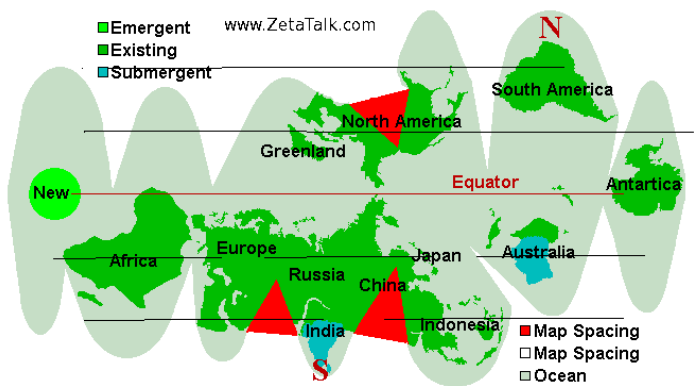 Emergent
www.ZetaTalk.com
N
Existing
Submergent
South America
North America
Greenland
New
Equator
Antartica
Europe
Africa
Japan
Australia
Russia
China
India
Indonesia
Map Spacing
Map Spacing
S
Ocean